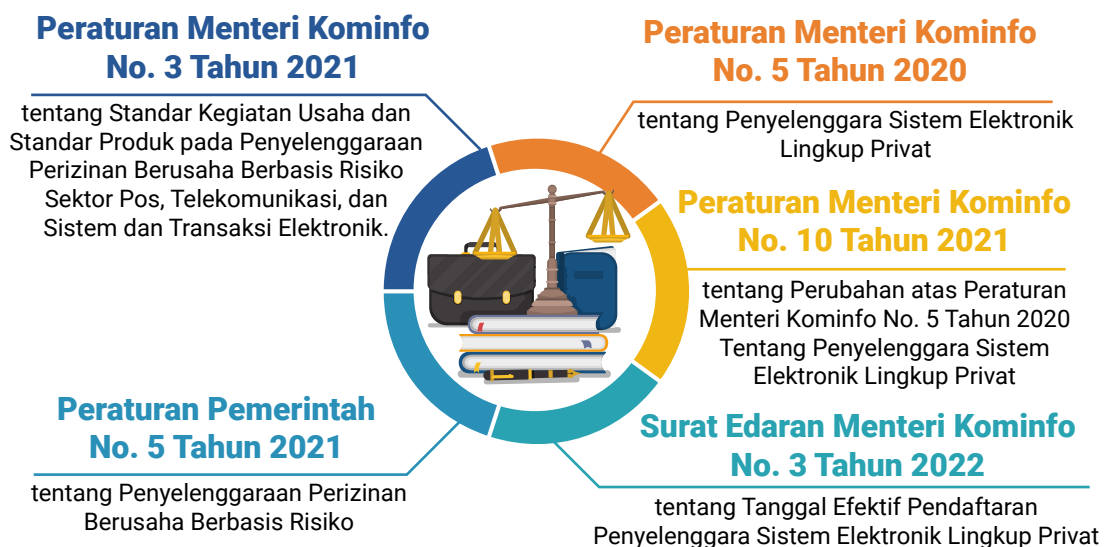 Peraturan Menteri Kominfo
No. 3 Tahun 2021
tentang Standar Kegiatan Usaha dan
Standar Produk pada Penyelenggaraan
Perizinan Berusaha Berbasis Risiko
Sektor Pos, Telekomunikasi, dan
Sistem dan Transaksi Elektronik.
Peraturan Menteri Kominfo
No. 5 Tahun 2020
tentang Penyelenggara Sistem Elektronik
Lingkup Privat
Peraturan Menteri Kominfo
No. 10 Tahun 2021
tentang Perubahan atas Peraturan
Menteri Kominfo No. 5 Tahun 2020
Tentang Penyelenggara Sistem
Elektronik Lingkup Privat
Peraturan Pemerintah
No. 5 Tahun 2021
tentang Penyelenggaraan Perizinan
Berusaha Berbasis Risiko
Surat Edaran Menteri Kominfo
No. 3 Tahun 2022
tentang Tanggal Efektif Pendaftaran
Penyelenggara Sistem Elektronik Lingkup Privat